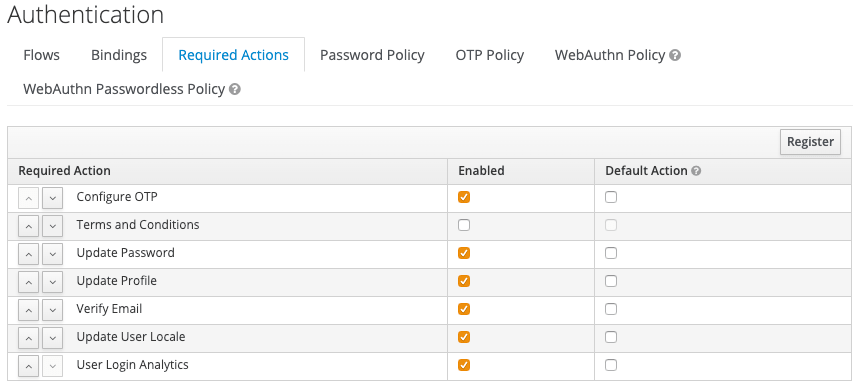 Authentication
Flows Bindings Required Actions Password Policy OTP Policy WebAuthn Policy ?
WebAuthn Passwordless Policy ?
Register
Required Action Enabled Default Action ?
Configure OTP
Terms and Conditions
Update Password
Update Profile
Verify Email
Update User Locale
User Login Analytics